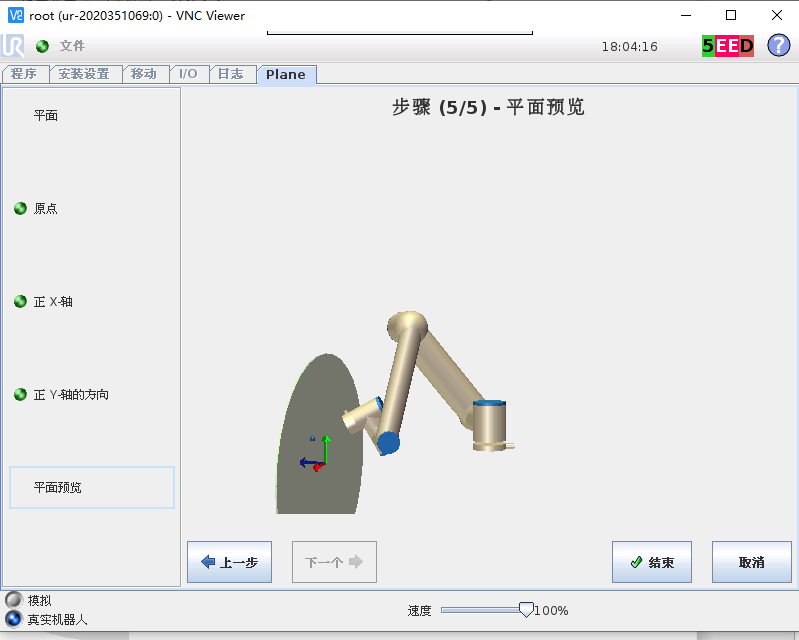 root (ur-2020351069:0) - VNC Viewer
UR 文件 18:04:16 SEED ?
程序 安装设置 移动 I/O 日志 Plane
步骤 (5/5) - 平面预览
平面
原点
正 X-轴
正 Y-轴的方向
平面预览
上一步 下一个 结束 取消
模拟
真实机器人
速度 100%